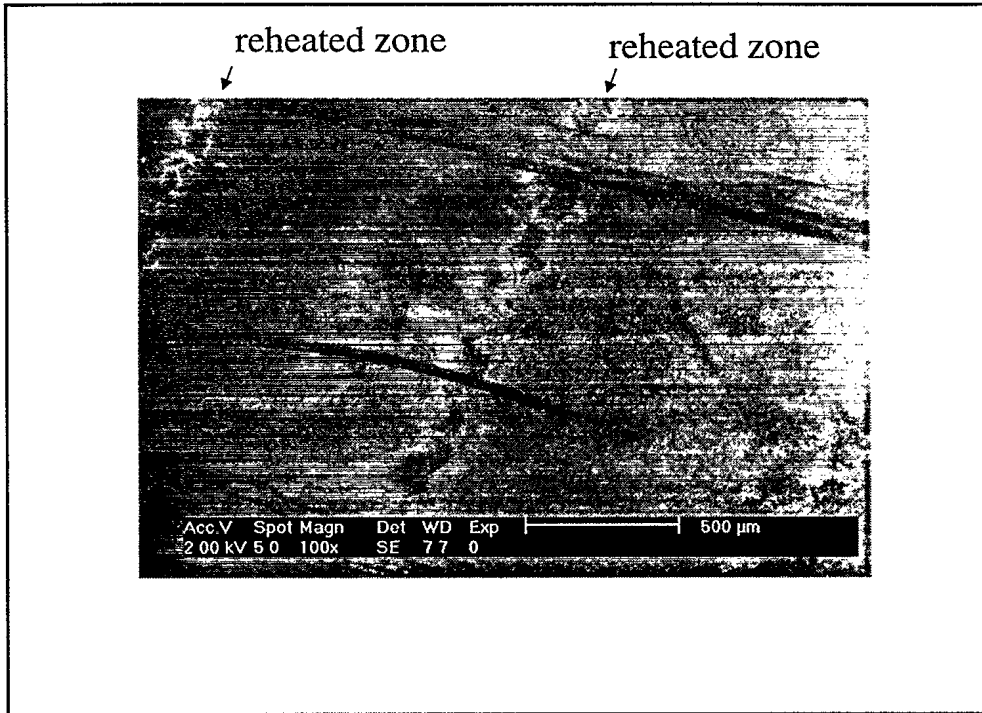 reheated zone
reheated zone
Acc.V Spot Magn Det WD Exp 500 µm
2 00 kV 5 0 100x SE 7 7 0